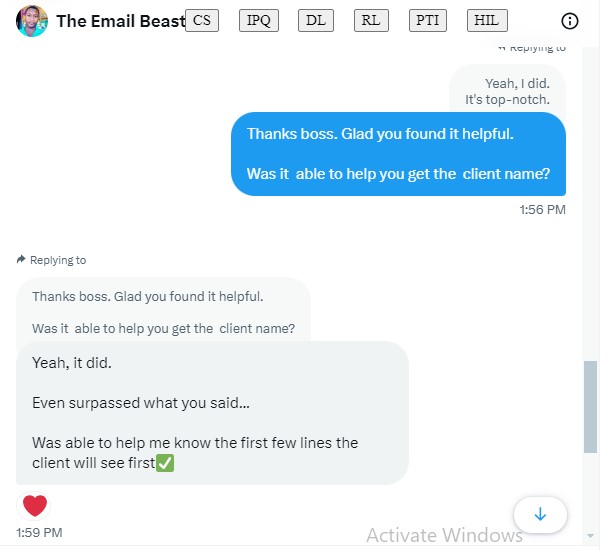 The Email Beast CS IPQ DL RL PTI HIL
Replying to
Yeah, I did.
It's top-notch.
Thanks boss. Glad you found it helpful.
Was it able to help you get the client name?
1:56 PM
Replying to
Thanks boss. Glad you found it helpful.
Was it able to help you get the client name?
Yeah, it did.
Even surpassed what you said...
Was able to help me know the first few lines the
client will see first✅
1:59 PM
Activate Windows